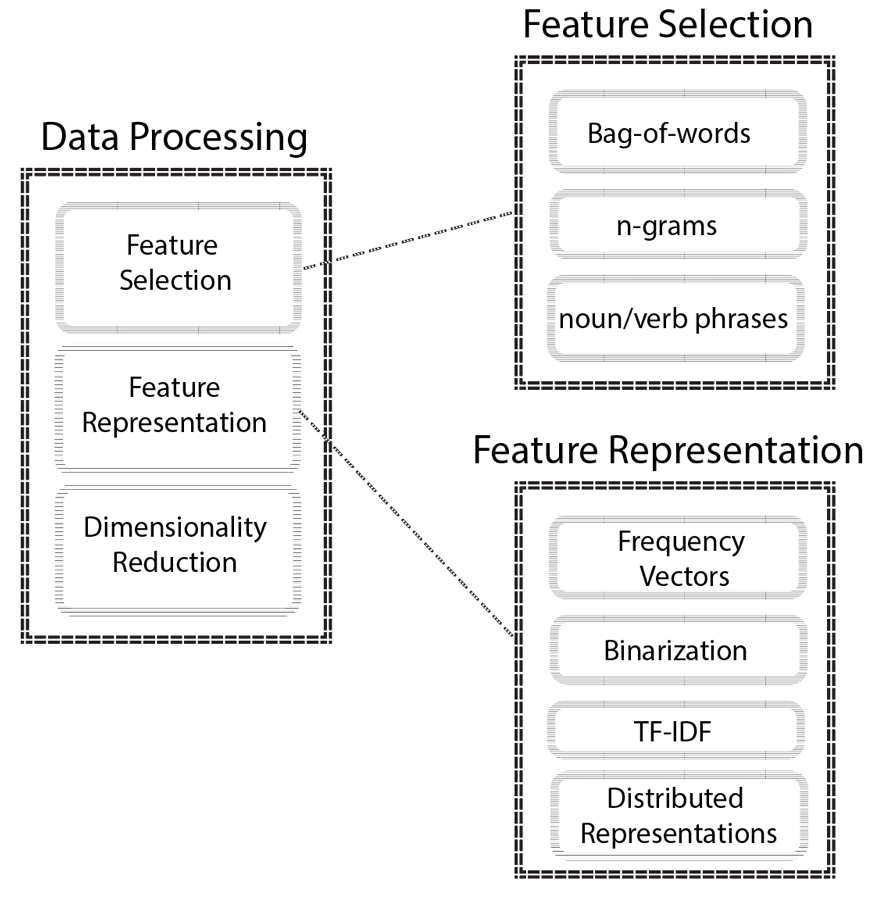 Data Processing
Feature
Selection
Feature
Representation
Dimensionality
Reduction
Feature Selection
Bag-of-words
n-grams
noun/verb phrases
Feature Representation
Frequency
Vectors
Binarization
TF-IDF
Distributed
Representations